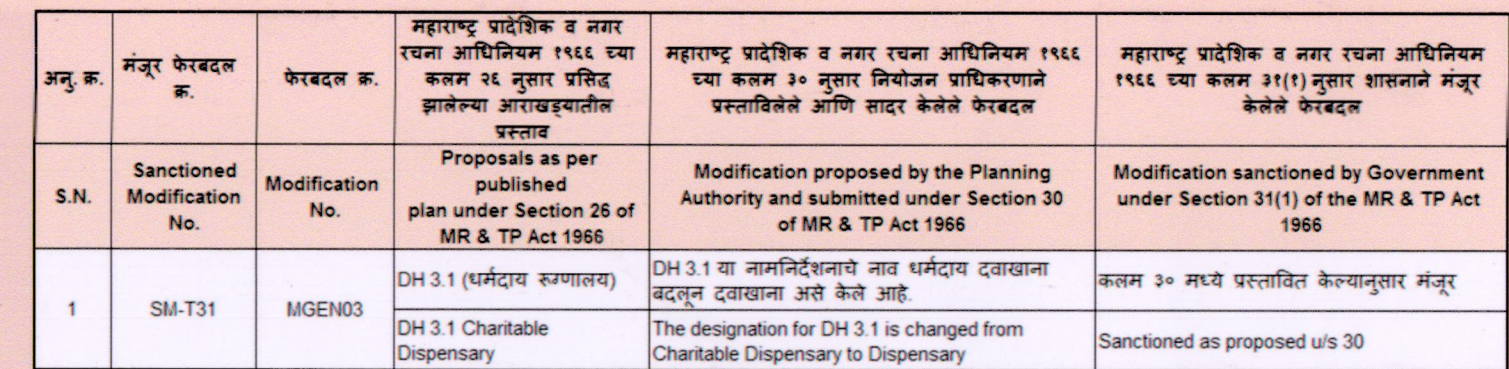 अनु. क्र.
मंजूर फेरबदल
क्र.
फेरबदल क्र.
महाराष्ट्र प्रादेशिक व नगर
रचना आधिनियम १९६६ च्या
कलम २६ नुसार प्रसिद्ध
झालेल्या आराखड्यातील
प्रस्ताव
महाराष्ट्र प्रादेशिक व नगर रचना आधिनियम १९६६
च्या कलम ३० नुसार नियोजन प्राधिकरणाने
प्रस्ताविलेले आणि सादर केलेले फेरबदल
महाराष्ट्र प्रादेशिक व नगर रचना आधिनियम
१९६६ च्या कलम ३१(१) नुसार शासनाने मंजूर
केलेले फेरबदल
S.N.
Sanctioned
Modification
No.
Modification
No.
Proposals as per
published
plan under Section 26 of
MR & TP Act 1966
Modification proposed by the Planning
Authority and submitted under Section 30
of MR & TP Act 1966
Modification sanctioned by Government
under Section 31(1) of the MR & TP Act
1966
1
SM-T31
MGEN03
DH 3.1 (धर्मदाय रुग्णालय)
DH 3.1 या नामनिर्देशनाचे नाव धर्मदाय दवाखाना
बदलून दवाखाना असे केले आहे.
कलम ३० मध्ये प्रस्तावित केल्यानुसार मंजूर
DH 3.1 Charitable
Dispensary
The designation for DH 3.1 is changed from
Charitable Dispensary to Dispensary
Sanctioned as proposed u/s 30